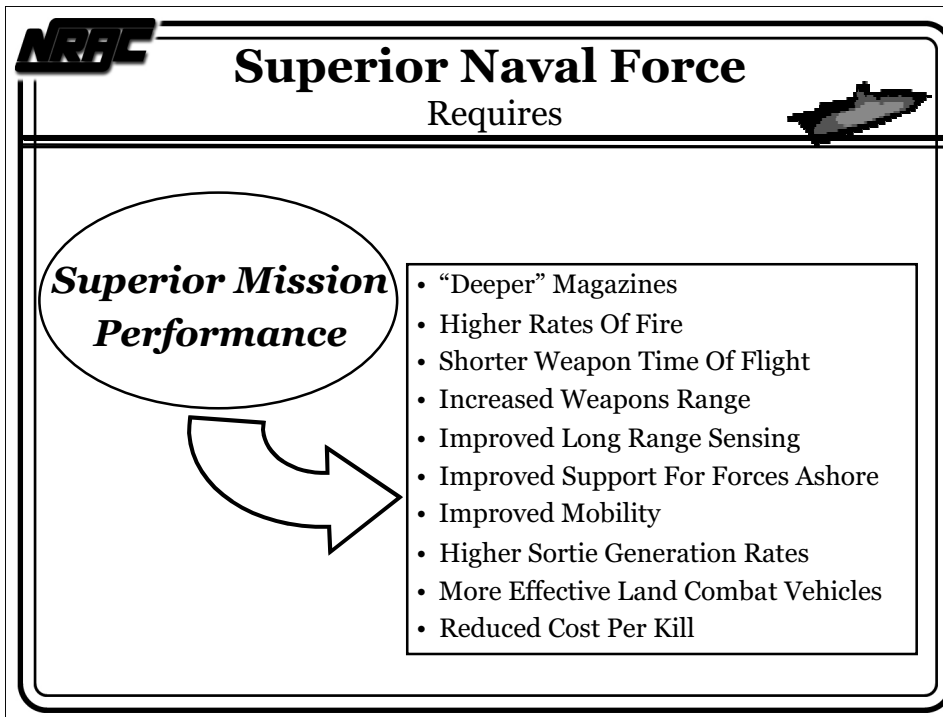 NRAC
Superior Naval Force
Requires
Superior Mission
Performance
• “Deeper” Magazines
• Higher Rates Of Fire
• Shorter Weapon Time Of Flight
• Increased Weapons Range
• Improved Long Range Sensing
• Improved Support For Forces Ashore
• Improved Mobility
• Higher Sortie Generation Rates
• More Effective Land Combat Vehicles
• Reduced Cost Per Kill